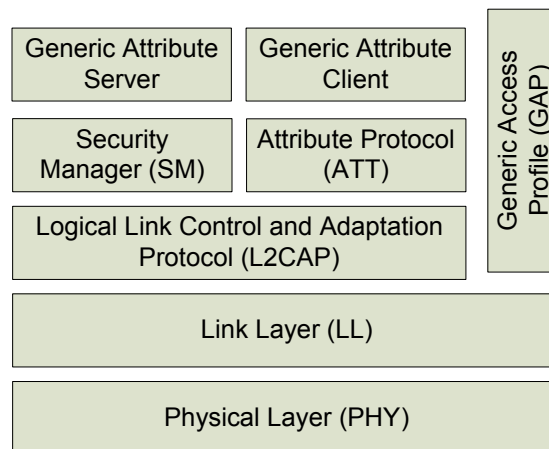 Generic Attribute
Server
Generic Attribute
Client
Generic Access
Profile (GAP)
Security
Manager (SM)
Attribute Protocol
(ATT)
Logical Link Control and Adaptation
Protocol (L2CAP)
Link Layer (LL)
Physical Layer (PHY)